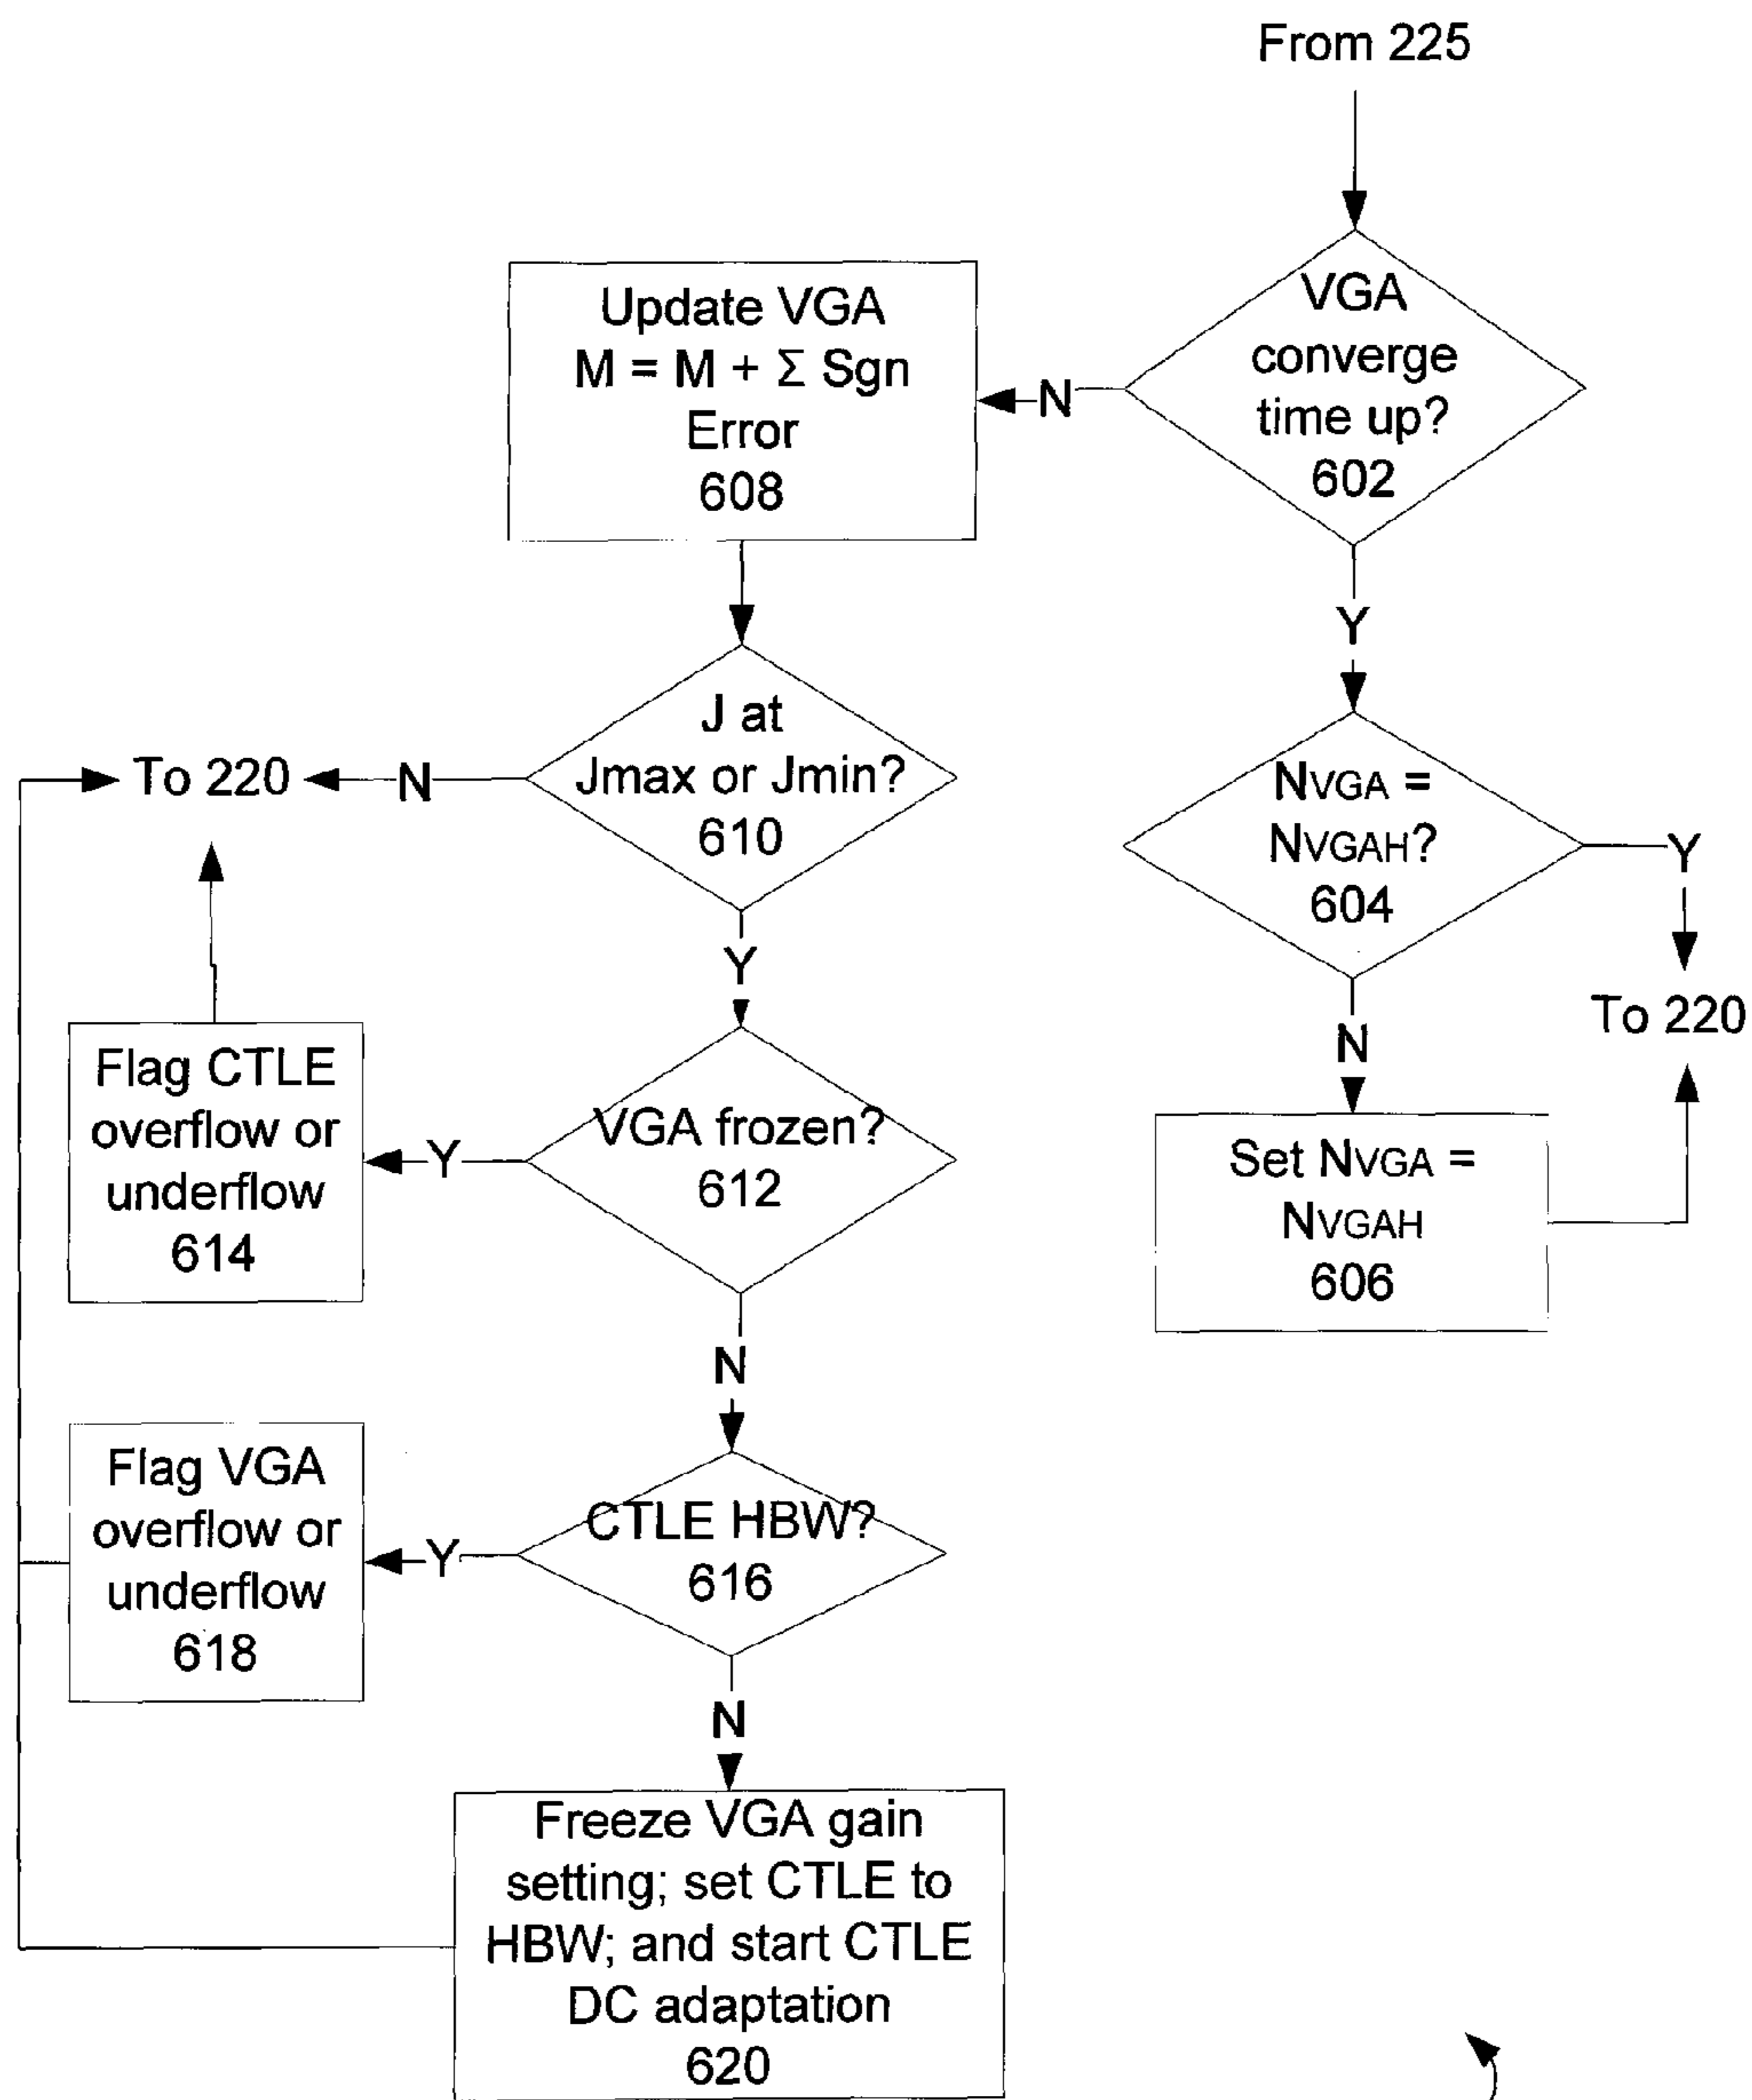 From 225
VGA
converge
time up?
602
N
Update VGA
M = M + Σ Sgn
Error
608
Y
J at
Jmax or Jmin?
610
N
To 220
NVGA =
NVGAH?
604
Y
To 220
Y
N
Set NVGA =
NVGAH
606
VGA frozen?
612
Y
Flag CTLE
overflow or
underflow
614
N
CTLE HBW?
616
Y
Flag VGA
overflow or
underflow
618
N
Freeze VGA gain
setting; set CTLE to
HBW; and start CTLE
DC adaptation
620